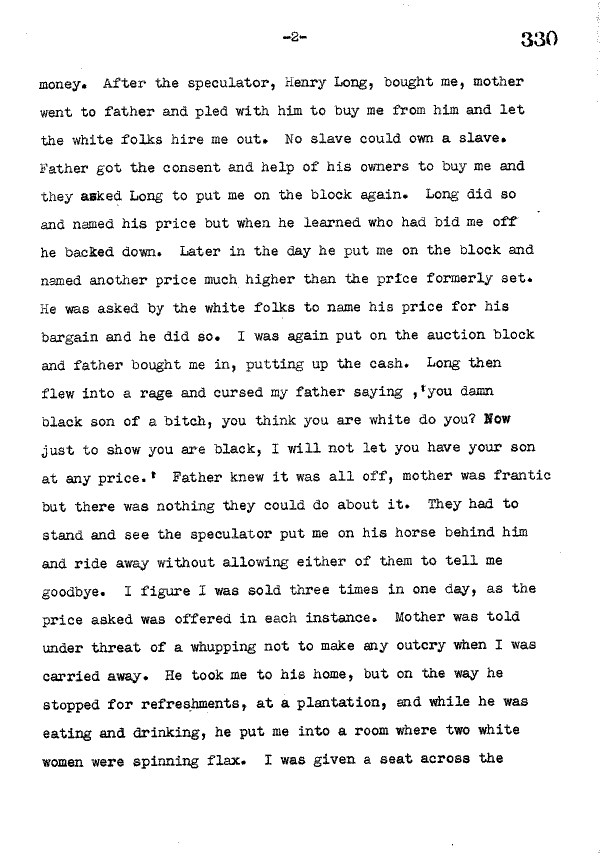 -2-
330
money. After the speculator, Henry Long, bought me, mother
went to father and pled with him to buy me from him and let
the white folks hire me out. No slave could own a slave.
Father got the consent and help of his owners to buy me and
they asked Long to put me on the block again. Long did so
and named his price but when he learned who had bid me off
he backed down. Later in the day he put me on the block and
named another price much higher than the price formerly set.
He was asked by the white folks to name his price for his
bargain and he did so. I was again put on the auction block
and father bought me in, putting up the cash. Long then
flew into a rage and cursed my father saying ,'you damn
black son of a bitch, you think you are white do you? Now
just to show you are black, I will not let you have your son
at any price.' Father knew it was all off, mother was frantic
but there was nothing they could do about it. They had to
stand and see the speculator put me on his horse behind him
and ride away without allowing either of them to tell me
goodbye. I figure I was sold three times in one day, as the
price asked was offered in each instance. Mother was told
under threat of a whupping not to make any outcry when I was
carried away. He took me to his home, but on the way he
stopped for refreshments, at a plantation, and while he was
eating and drinking, he put me into a room where two white
women were spinning flax. I was given a seat across the